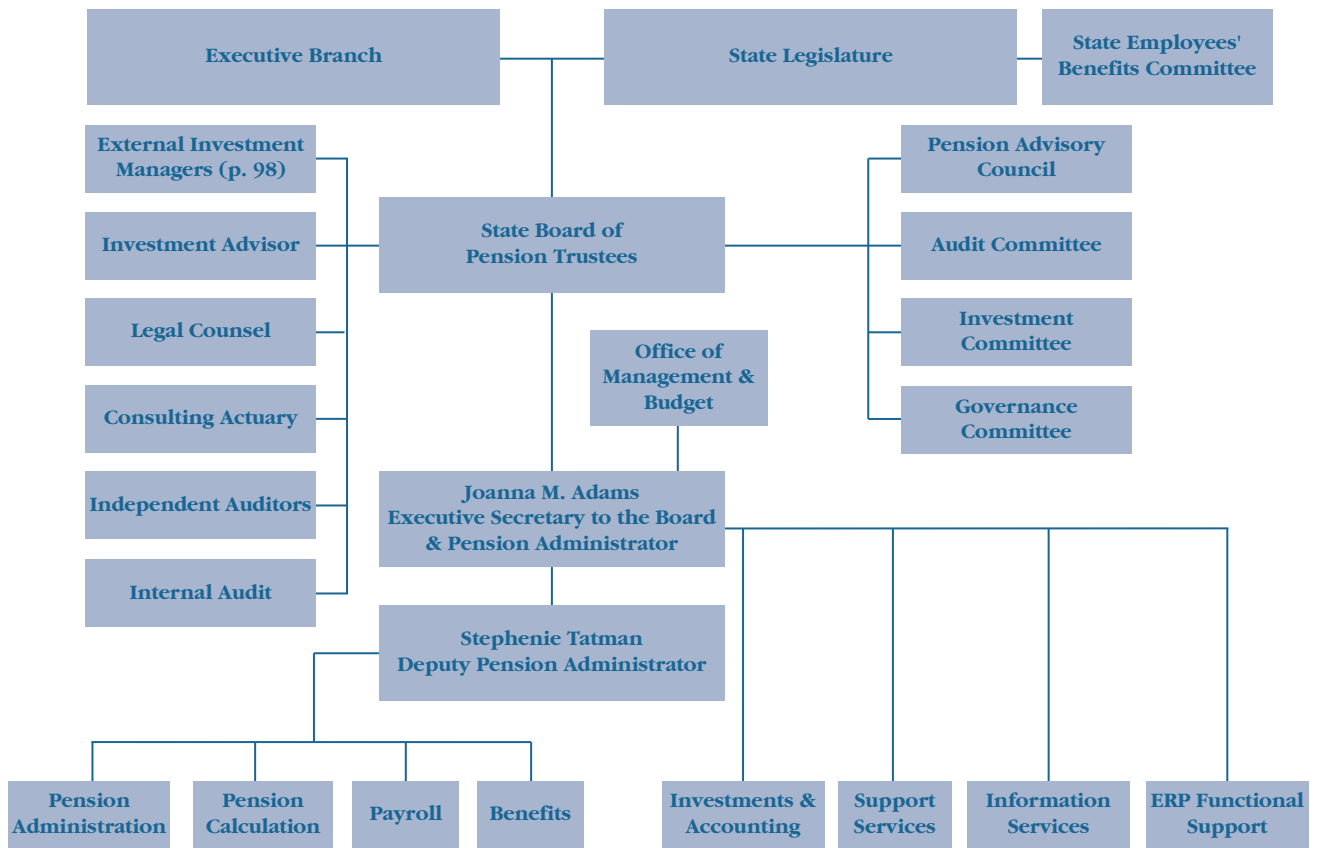 Executive Branch
State Legislature
State Employees'
Benefits Committee
External Investment
Managers (p. 98)
Investment Advisor
Legal Counsel
Consulting Actuary
Independent Auditors
Internal Audit
State Board of
Pension Trustees
Pension Advisory
Council
Audit Committee
Investment
Committee
Governance
Committee
Office of
Management &
Budget
Joanna M. Adams
Executive Secretary to the Board
& Pension Administrator
Stephenie Tatman
Deputy Pension Administrator
Pension
Administration
Pension
Calculation
Payroll
Benefits
Investments &
Accounting
Support
Services
Information
Services
ERP Functional
Support